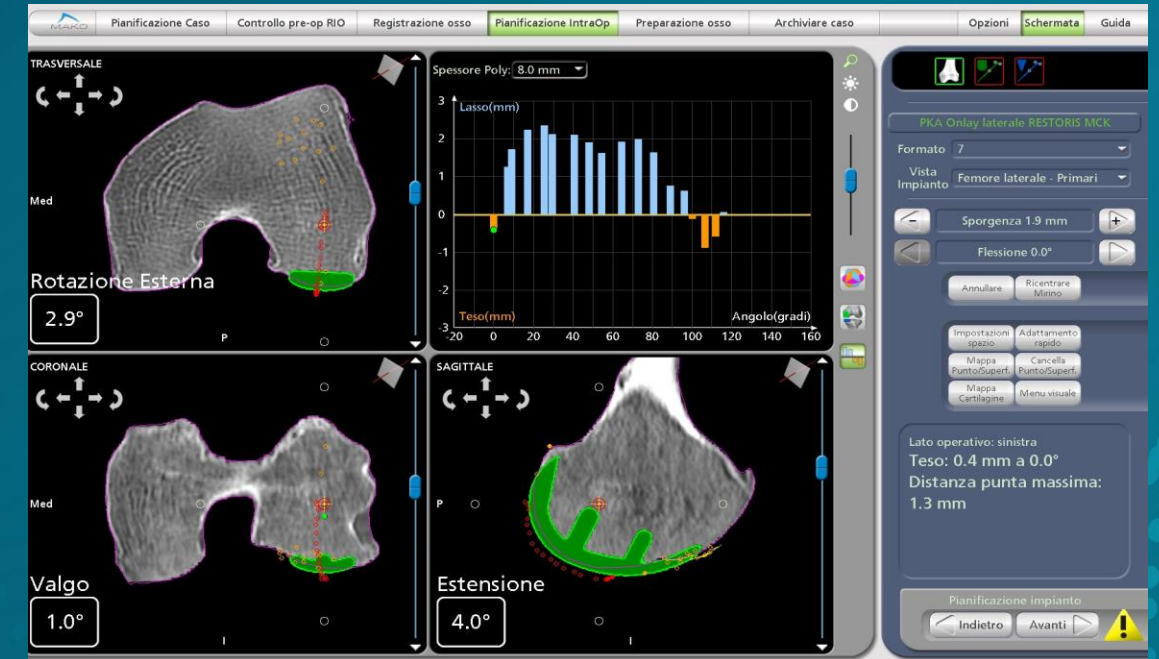 MAKO
Pianificazione Caso
Controllo pre-op RIO
Registrazione osso
Pianificazione IntraOp
Preparazione osso
Archiviare caso
Opzioni
Schermata
Guida
TRASVERSALE
Med
Rotazione Esterna
2.9°
P
Spessore Poly: 8.0 mm
Lasso(mm)
3
2
1
0
-1
-2
-3
Teso(mm)
Angolo(gradi)
-20 0 20 40 60 80 100 120 140 160
CORONALE
Med
Valgo
1.0°
I
SAGITTALE
P
Estensione
4.0°
I
PKA Onlay laterale RESTORIS MCK
Formato 7
Vista
Impianto Femore laterale - Primari
- Sporgenza 1.9 mm +
Flessione 0.0°
Annullare
Ricentrare
Mirino
Impostazioni
spazio
Adattamento
rapido
Mappa
Punto/Superf.
Cancella
Punto/Superf.
Mappa
Cartilagine
Menu visuale
Lato operativo: sinistra
Teso: 0.4 mm a 0.0°
Distanza punta massima:
1.3 mm
Pianificazione impianto
Indietro
Avanti